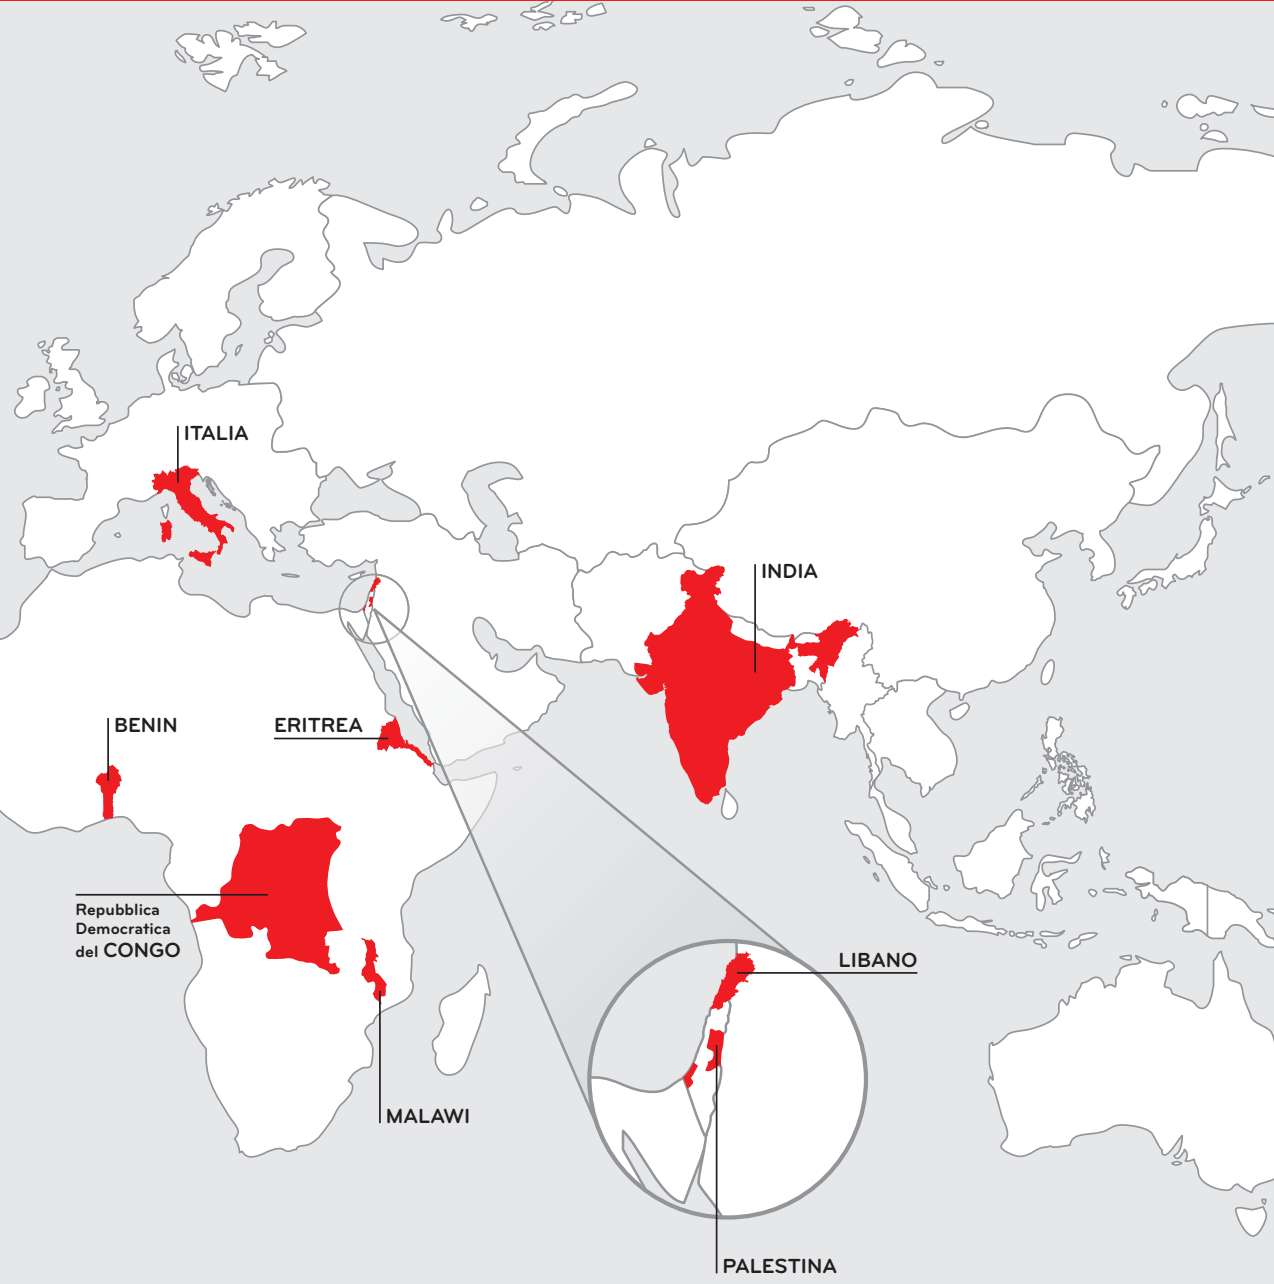 ITALIA
INDIA
BENIN
ERITREA
Repubblica
Democratica
del CONGO
LIBANO
MALAWI
PALESTINA